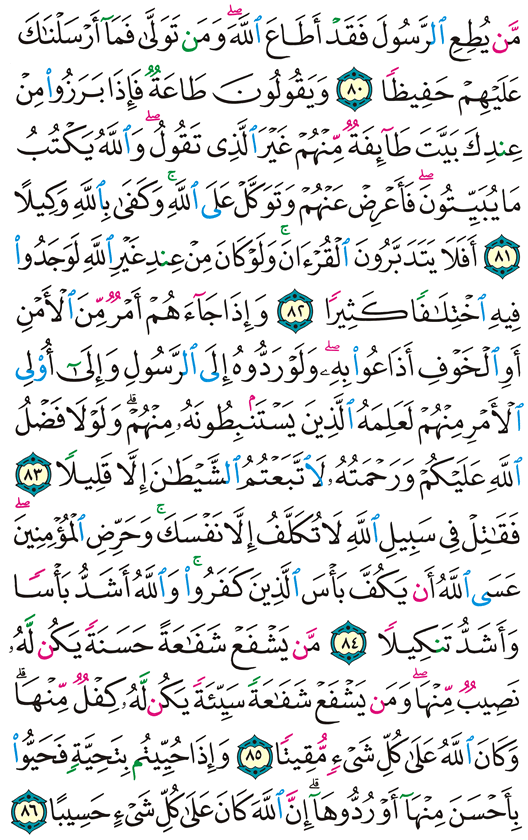 مَّن يُطِعِ ٱلرَّسُولَ فَقَدۡ أَطَاعَ ٱللَّهَۖ وَمَن تَوَلَّىٰ فَمَآ أَرۡسَلۡنَٰكَ
عَلَيۡهِمۡ حَفِيظٗا ٨٠ وَيَقُولُونَ طَاعَةٞ فَإِذَا بَرَزُواْ مِنۡ
عِندِكَ بَيَّتَ طَآئِفَةٞ مِّنۡهُمۡ غَيۡرَ ٱلَّذِي تَقُولُۖ وَٱللَّهُ يَكۡتُبُ
مَا يُبَيِّتُونَۖ فَأَعۡرِضۡ عَنۡهُمۡ وَتَوَكَّلۡ عَلَى ٱللَّهِۚ وَكَفَىٰ بِٱللَّهِ وَكِيلًا
٨١ أَفَلَا يَتَدَبَّرُونَ ٱلۡقُرۡءَانَۚ وَلَوۡ كَانَ مِنۡ عِندِ غَيۡرِ ٱللَّهِ لَوَجَدُواْ
فِيهِ ٱخۡتِلَٰفٗا كَثِيرٗا ٨٢ وَإِذَا جَآءَهُمۡ أَمۡرٞ مِّنَ ٱلۡأَمۡنِ
أَوِ ٱلۡخَوۡفِ أَذَاعُواْ بِهِۦۖ وَلَوۡ رَدُّوهُ إِلَى ٱلرَّسُولِ وَإِلَىٰٓ أُوْلِي
ٱلۡأَمۡرِ مِنۡهُمۡ لَعَلِمَهُ ٱلَّذِينَ يَسۡتَنۢبِطُونَهُۥ مِنۡهُمۡۗ وَلَوۡلَا فَضۡلُ
ٱللَّهِ عَلَيۡكُمۡ وَرَحۡمَتُهُۥ لَٱتَّبَعۡتُمُ ٱلشَّيۡطَٰنَ إِلَّا قَلِيلٗا ٨٣
فَقَٰتِلۡ فِي سَبِيلِ ٱللَّهِ لَا تُكَلَّفُ إِلَّا نَفۡسَكَۚ وَحَرِّضِ ٱلۡمُؤۡمِنِينَۖ
عَسَى ٱللَّهُ أَن يَكُفَّ بَأۡسَ ٱلَّذِينَ كَفَرُواْۚ وَٱللَّهُ أَشَدُّ بَأۡسٗا
وَأَشَدُّ تَنكِيلٗا ٨٤ مَّن يَشۡفَعۡ شَفَٰعَةً حَسَنَةٗ يَكُن لَّهُۥ
نَصِيبٞ مِّنۡهَاۖ وَمَن يَشۡفَعۡ شَفَٰعَةٗ سَيِّئَةٗ يَكُن لَّهُۥ كِفۡلٞ مِّنۡهَاۗ
وَكَانَ ٱللَّهُ عَلَىٰ كُلِّ شَيۡءٖ مُّقِيتٗا ٨٥ وَإِذَا حُيِّيتُم بِتَحِيَّةٖ فَحَيُّواْ
بِأَحۡسَنَ مِنۡهَآ أَوۡ رُدُّوهَآۗ إِنَّ ٱللَّهَ كَانَ عَلَىٰ كُلِّ شَيۡءٍ حَسِيبًا ٨٦